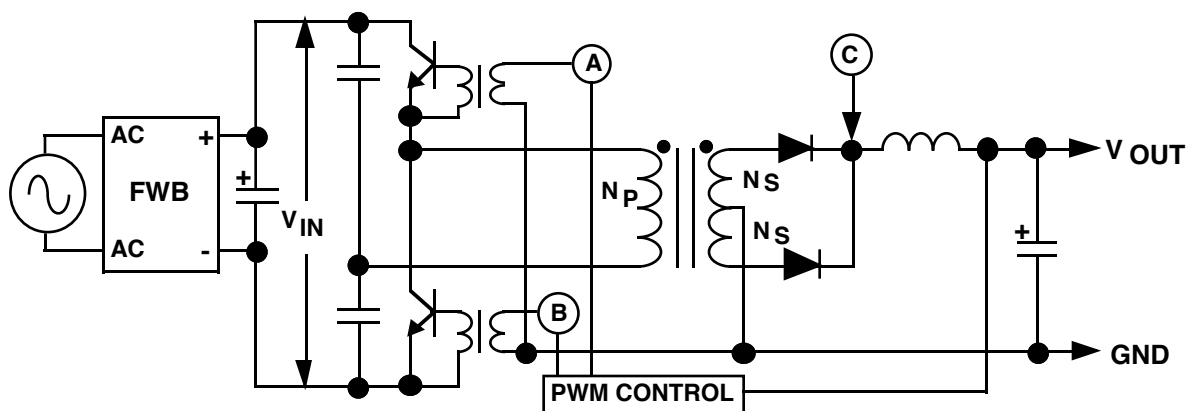 A
C
AC
+
V OUT
+
N S
FWB
N P
V IN
N S
+
AC
-
B
GND
PWM CONTROL